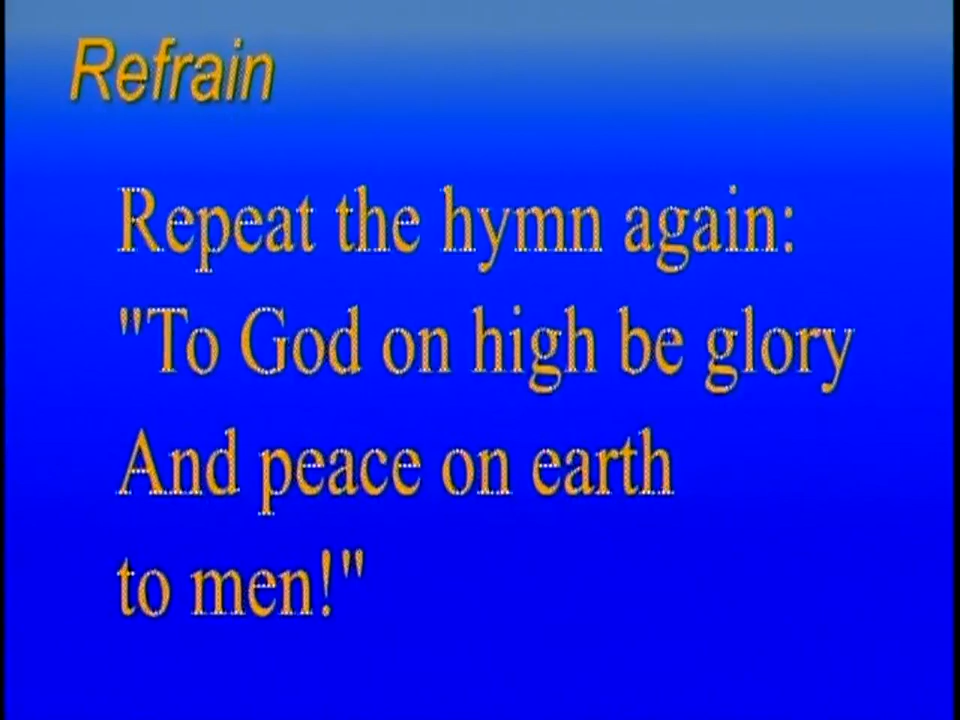 Refrain
Repeat the hymn again:
"To God on high be glory
And peace on earth
to men!"